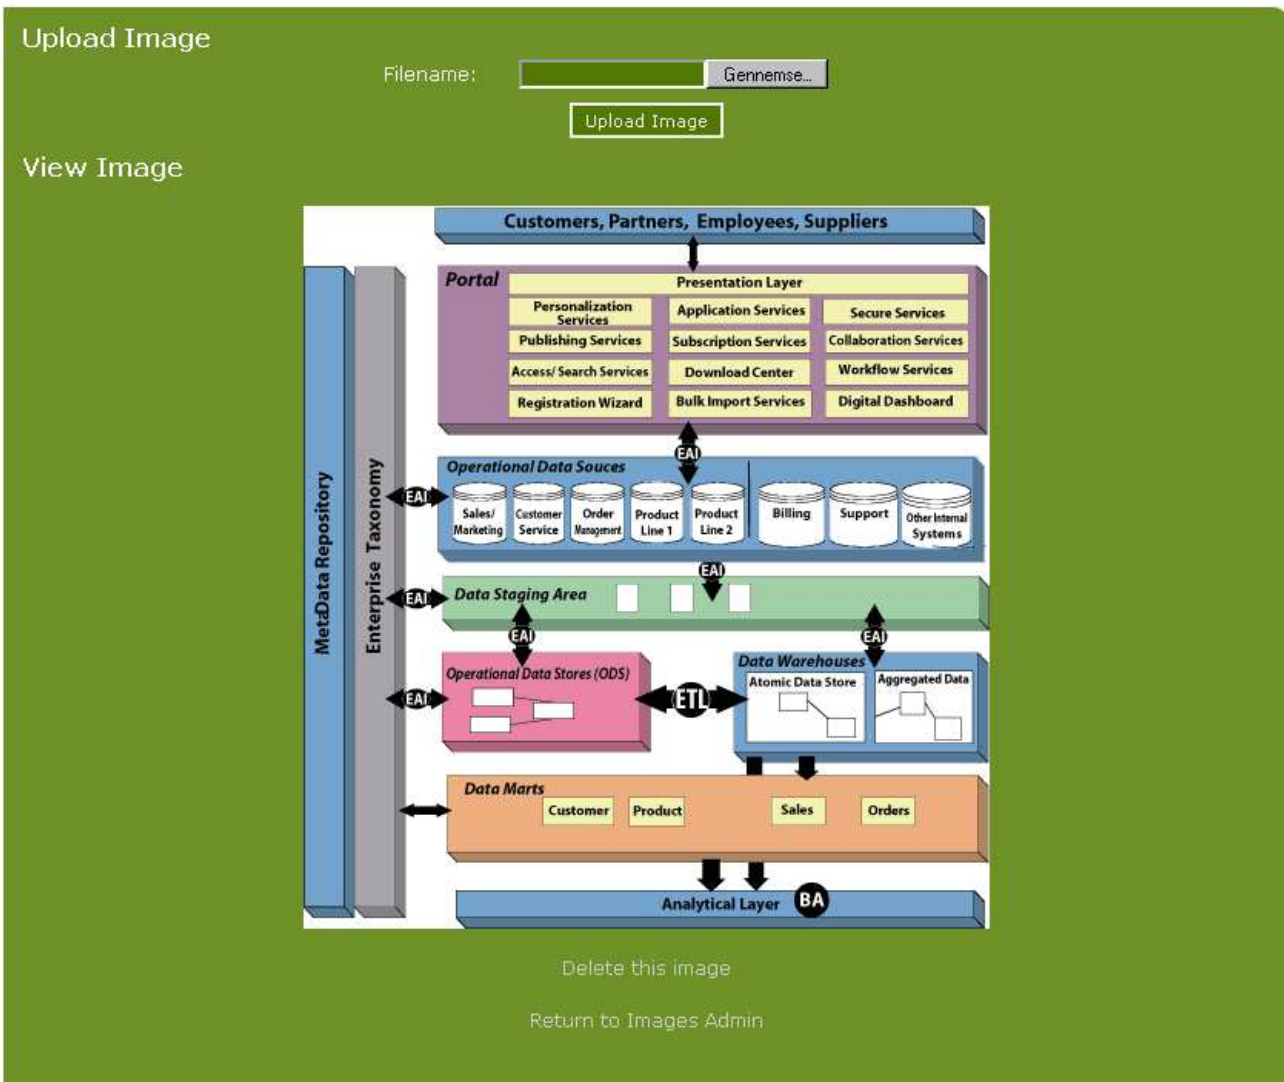 Upload Image
Filename:
Gennemse...
Upload Image
View Image
Customers, Partners, Employees, Suppliers
Portal
Presentation Layer
Personalization
Services
Application Services
Secure Services
Publishing Services
Subscription Services
Collaboration Services
Access/ Search Services
Download Center
Workflow Services
Registration Wizard
Bulk Import Services
Digital Dashboard
EAI
MetaData Repository
Enterprise Taxonomy
Operational Data Souces
EAI
Sales/
Marketing
Customer
Service
Order
Management
Product
Line 1
Product
Line 2
Billing
Support
Other Internal
Systems
EAI
EAI
Data Staging Area
EAI
EAI
Operational Data Stores (ODS)
EAI
ETL
Data Warehouses
Atomic Data Store
Aggregated Data
Data Marts
Customer
Product
Sales
Orders
Analytical Layer
BA
Delete this image
Return to Images Admin